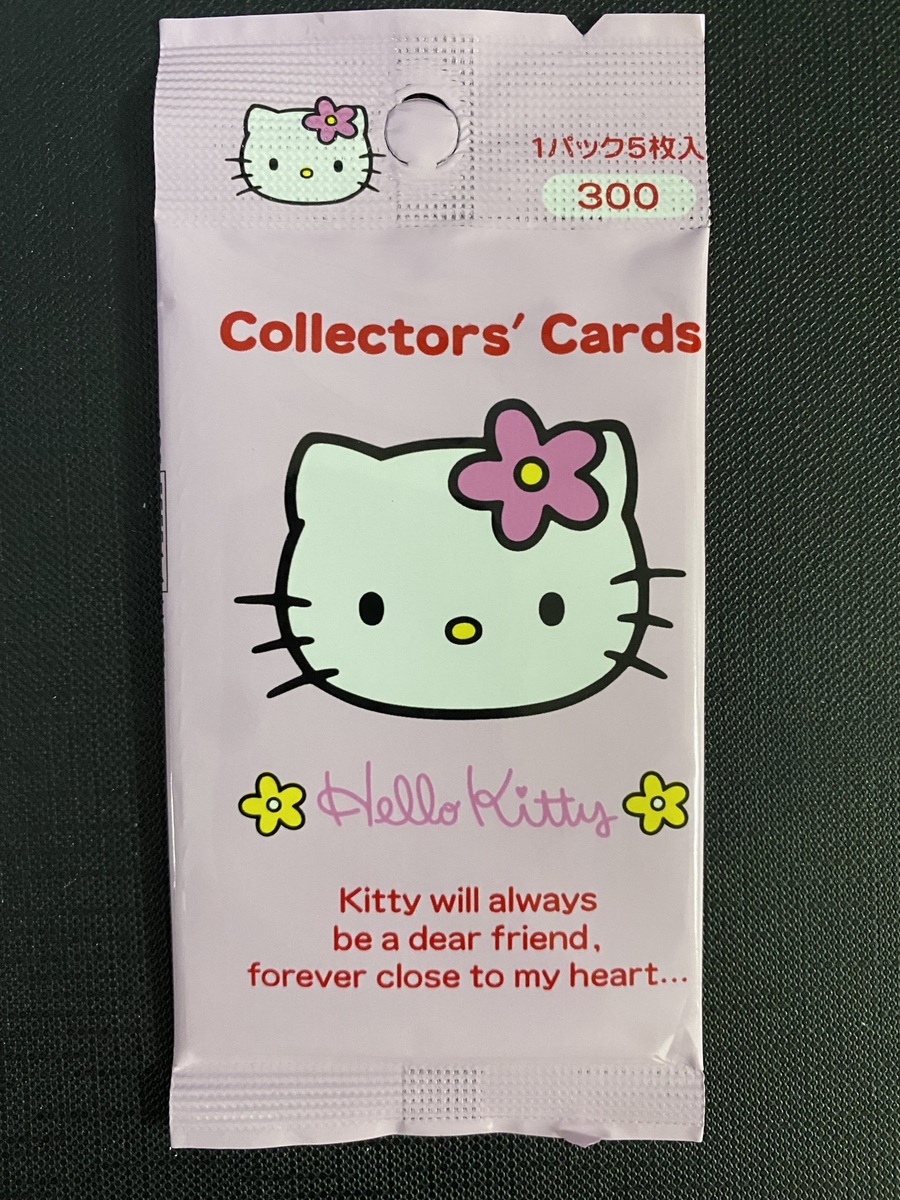 1パック5枚入
300
Collectors' Cards
Hello Kitty
Kitty will always
be a dear friend,
forever close to my heart...